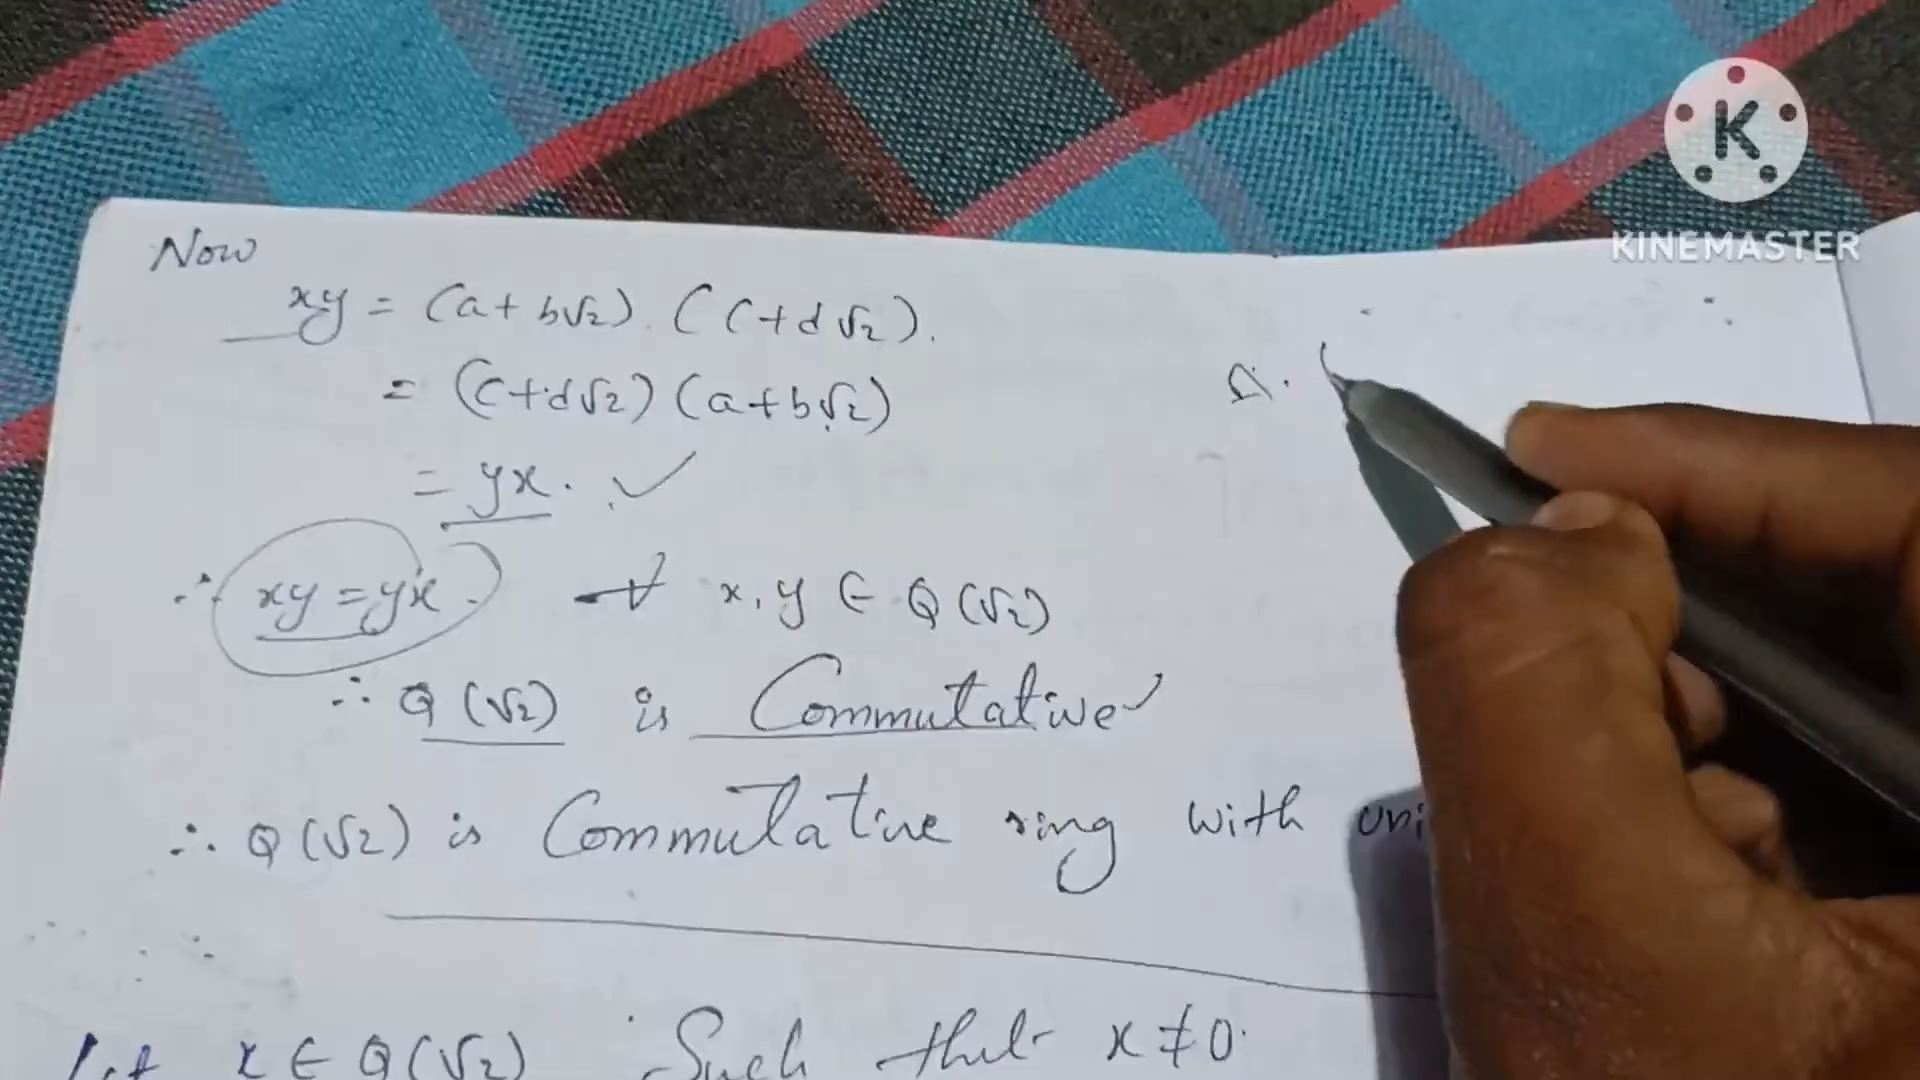 Now
xy = (a + b√2) . (c + d√2).
= (c + d√2) (a + b√2)
= yx. ✓
∴ xy = yx. ∀ x, y ∈ Q(√2)
∴ Q(√2) is Commutative
∴ Q(√2) is Commutative ring with
Let x ∈ Q(√2) Such that x ≠ 0.
K
KINEMASTER